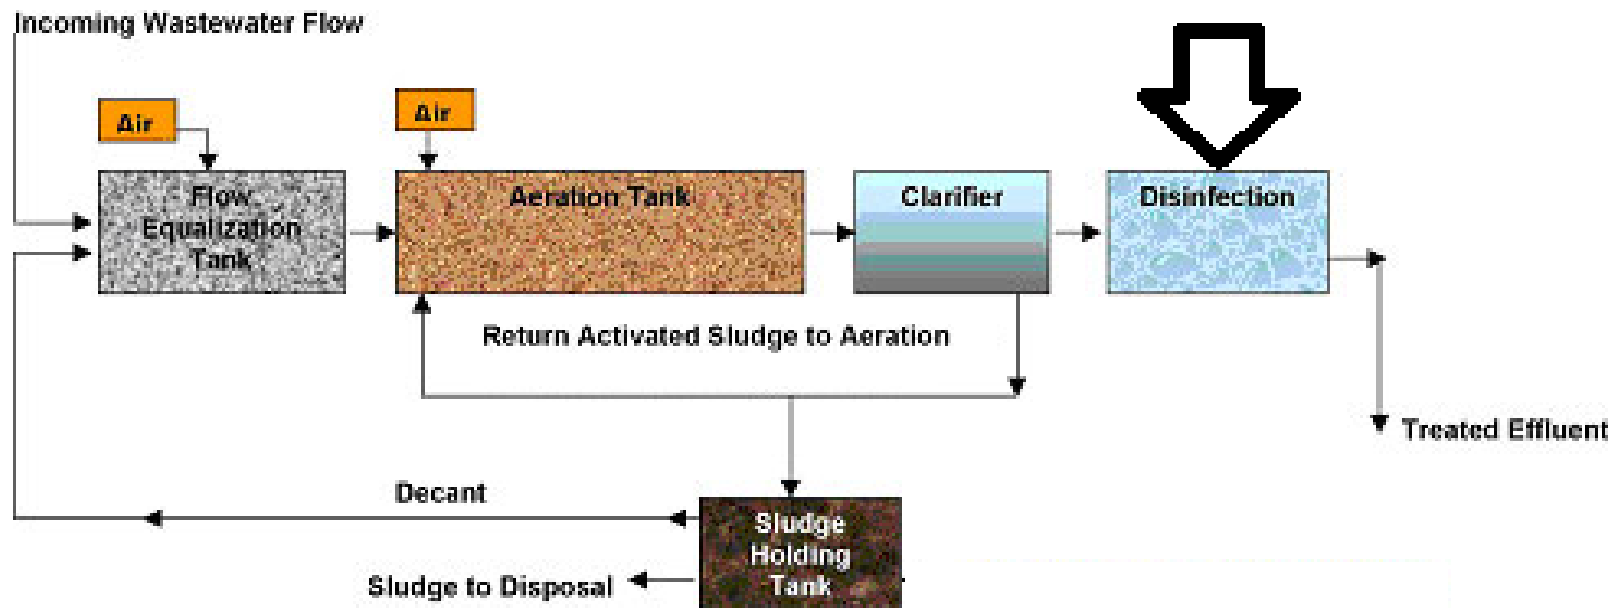 Incoming Wastewater Flow
Air
Air
Flow
Equalization
Tank
Aeration Tank
Clarifier
Disinfection
Return Activated Sludge to Aeration
Treated Effluent
Decant
Sludge
Holding
Tank
Sludge to Disposal